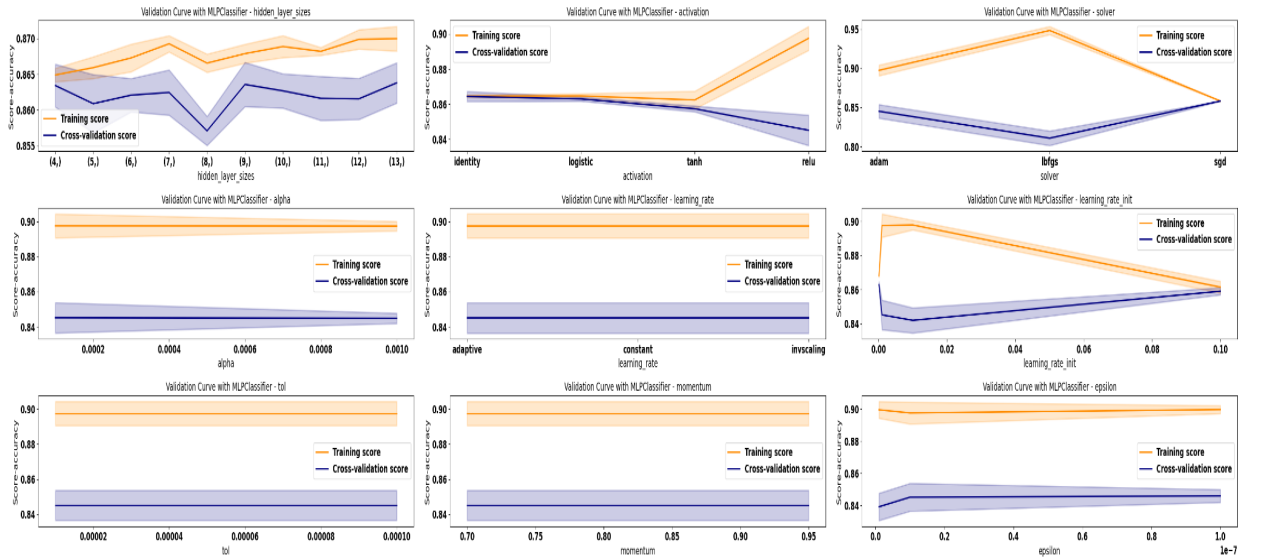 Validation Curve with MLPClassifier - hidden_layer_sizes
Score-accuracy
0.870
0.865
0.860
0.855
Training score
Cross-validation score
(4,) (5,) (6,) (7,) (8,) (9,) (10,) (11,) (12,) (13,)
hidden_layer_sizes
Validation Curve with MLPClassifier - activation
Score-accuracy
0.90
0.88
0.86
0.84
Training score
Cross-validation score
identity logistic tanh relu
activation
Validation Curve with MLPClassifier - solver
Score-accuracy
0.95
0.90
0.85
0.80
Training score
Cross-validation score
adam lbfgs sgd
solver
Validation Curve with MLPClassifier - alpha
Score-accuracy
0.90
0.88
0.86
0.84
Training score
Cross-validation score
0.0002 0.0004 0.0006 0.0008 0.0010
alpha
Validation Curve with MLPClassifier - learning_rate
Score-accuracy
0.90
0.88
0.86
0.84
Training score
Cross-validation score
adaptive constant invscaling
learning_rate
Validation Curve with MLPClassifier - learning_rate_init
Score-accuracy
0.90
0.88
0.86
0.84
Training score
Cross-validation score
0.00 0.02 0.04 0.06 0.08 0.10
learning_rate_init
Validation Curve with MLPClassifier - tol
Score-accuracy
0.90
0.88
0.86
0.84
Training score
Cross-validation score
0.00002 0.00004 0.00006 0.00008 0.00010
tol
Validation Curve with MLPClassifier - momentum
Score-accuracy
0.90
0.88
0.86
0.84
Training score
Cross-validation score
0.70 0.75 0.80 0.85 0.90 0.95
momentum
Validation Curve with MLPClassifier - epsilon
Score-accuracy
0.90
0.88
0.86
0.84
Training score
Cross-validation score
0.0 0.2 0.4 0.6 0.8 1.0
1e-7
epsilon